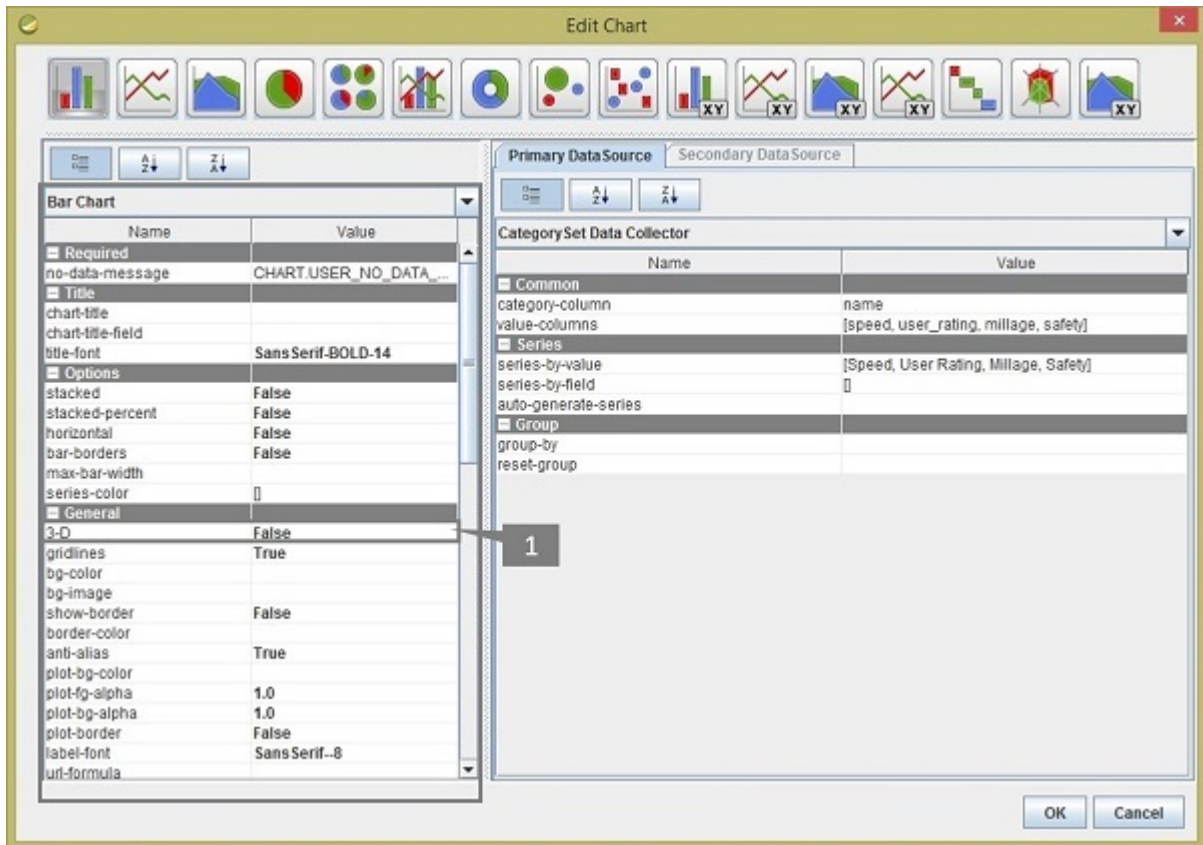 Edit Chart
XY XY XY XY XY
A Z Z A
Bar Chart
Name Value
Required
no-data-message CHART.USER_NO_DATA_...
Title
chart-title
chart-title-field
title-font SansSerif-BOLD-14
Options
stacked False
stacked-percent False
horizontal False
bar-borders False
max-bar-width
series-color []
General
3-D False
gridlines True
bg-color
bg-image
show-border False
border-color
anti-alias True
plot-bg-color
plot-fg-alpha 1.0
plot-bg-alpha 1.0
plot-border False
label-font SansSerif--8
url-formula
1
Primary DataSource Secondary DataSource
A Z Z A
CategorySet Data Collector
Name Value
Common
category-column name
value-columns [speed, user_rating, millage, safety]
Series
series-by-value [Speed, User Rating, Millage, Safety]
series-by-field []
auto-generate-series
Group
group-by
reset-group
OK Cancel